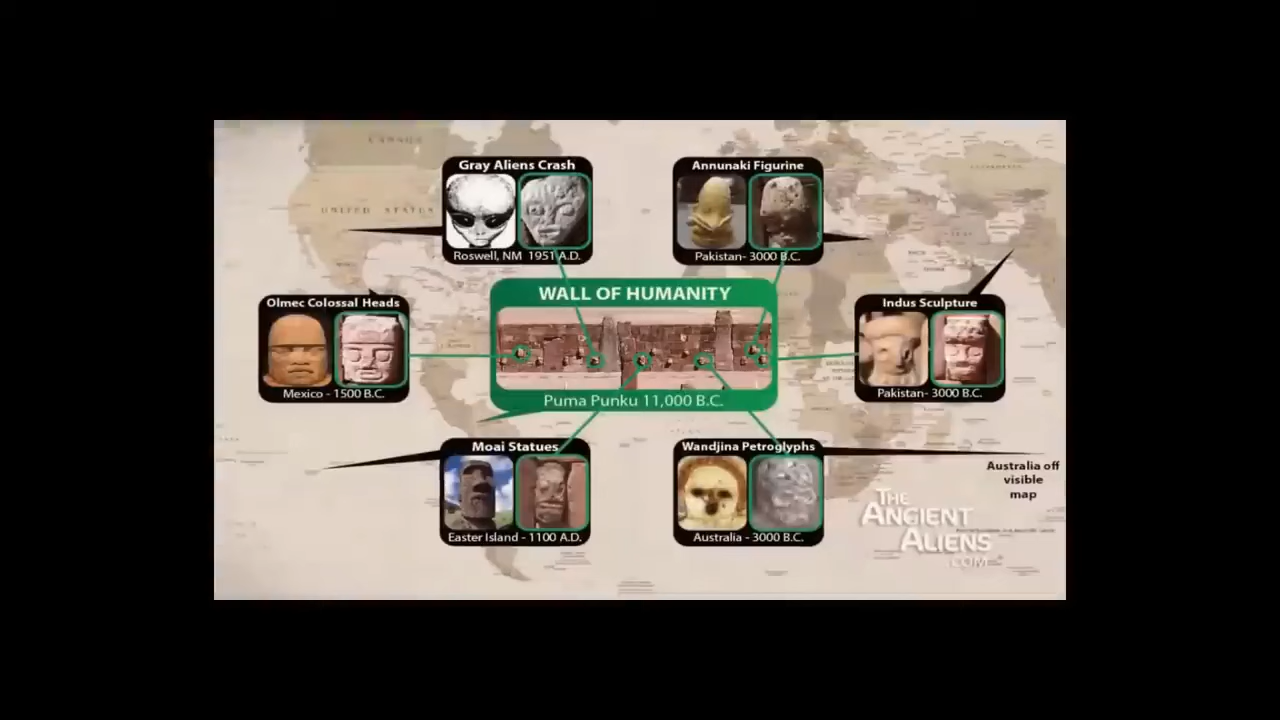 CANADA
UNITED STATES
Gray Aliens Crash
Roswell, NM 1951 A.D.
Annunaki Figurine
Pakistan- 3000 B.C.
Olmec Colossal Heads
Mexico - 1500 B.C.
WALL OF HUMANITY
Puma Punku 11,000 B.C.
Indus Sculpture
Pakistan- 3000 B.C.
Moai Statues
Easter Island - 1100 A.D.
Wandjina Petroglyphs
Australia - 3000 B.C.
Australia off
visible
map
THE
ANCIENT
ALIENS
.COM